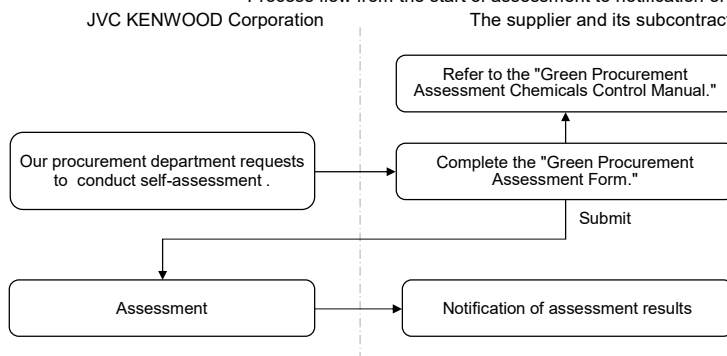 Process flow from the start of assessment to notification of
JVC KENWOOD Corporation
The supplier and its subcontract
Refer to the "Green Procurement
Assessment Chemicals Control Manual."
Our procurement department requests
to conduct self-assessment .
Complete the "Green Procurement
Assessment Form."
Submit
Assessment
Notification of assessment results